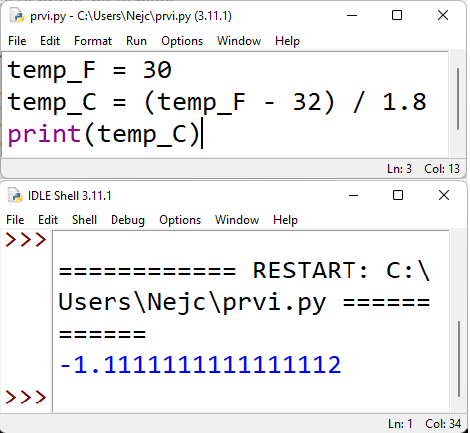 prvi.py - C:\Users\Nejc\prvi.py (3.11.1)
File Edit Format Run Options Window Help
temp_F = 30
temp_C = (temp_F - 32) / 1.8
print(temp_C)
Ln: 3 Col: 13
IDLE Shell 3.11.1
File Edit Shell Debug Options Window Help
>>>
============ RESTART: C:\
Users\Nejc\prvi.py ======
======
-1.1111111111111112
>>>
Ln: 1 Col: 34